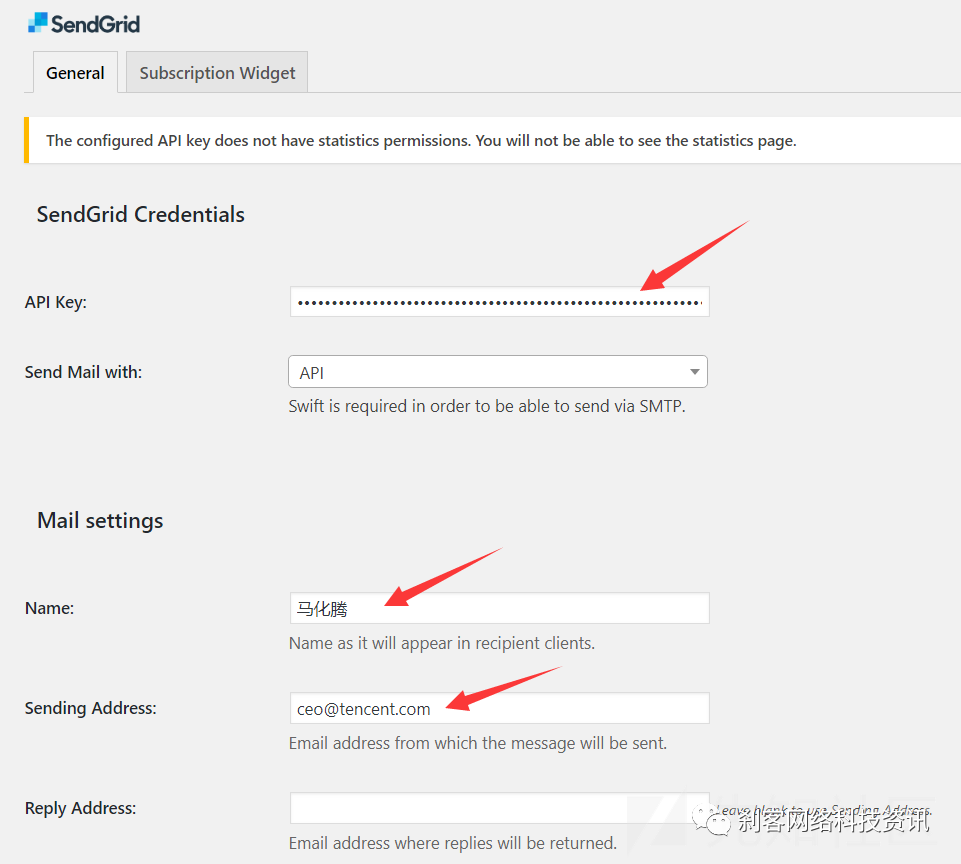 SendGrid
General
Subscription Widget
The configured API key does not have statistics permissions. You will not be able to see the statistics page.
SendGrid Credentials
API Key:
Send Mail with:
API
Swift is required in order to be able to send via SMTP.
Mail settings
Name:
马化腾
Name as it will appear in recipient clients.
Sending Address:
ceo@tencent.com
Email address from which the message will be sent.
Reply Address:
Leave blank to use Sending Address.
刹客网络科技资讯
Email address where replies will be returned.